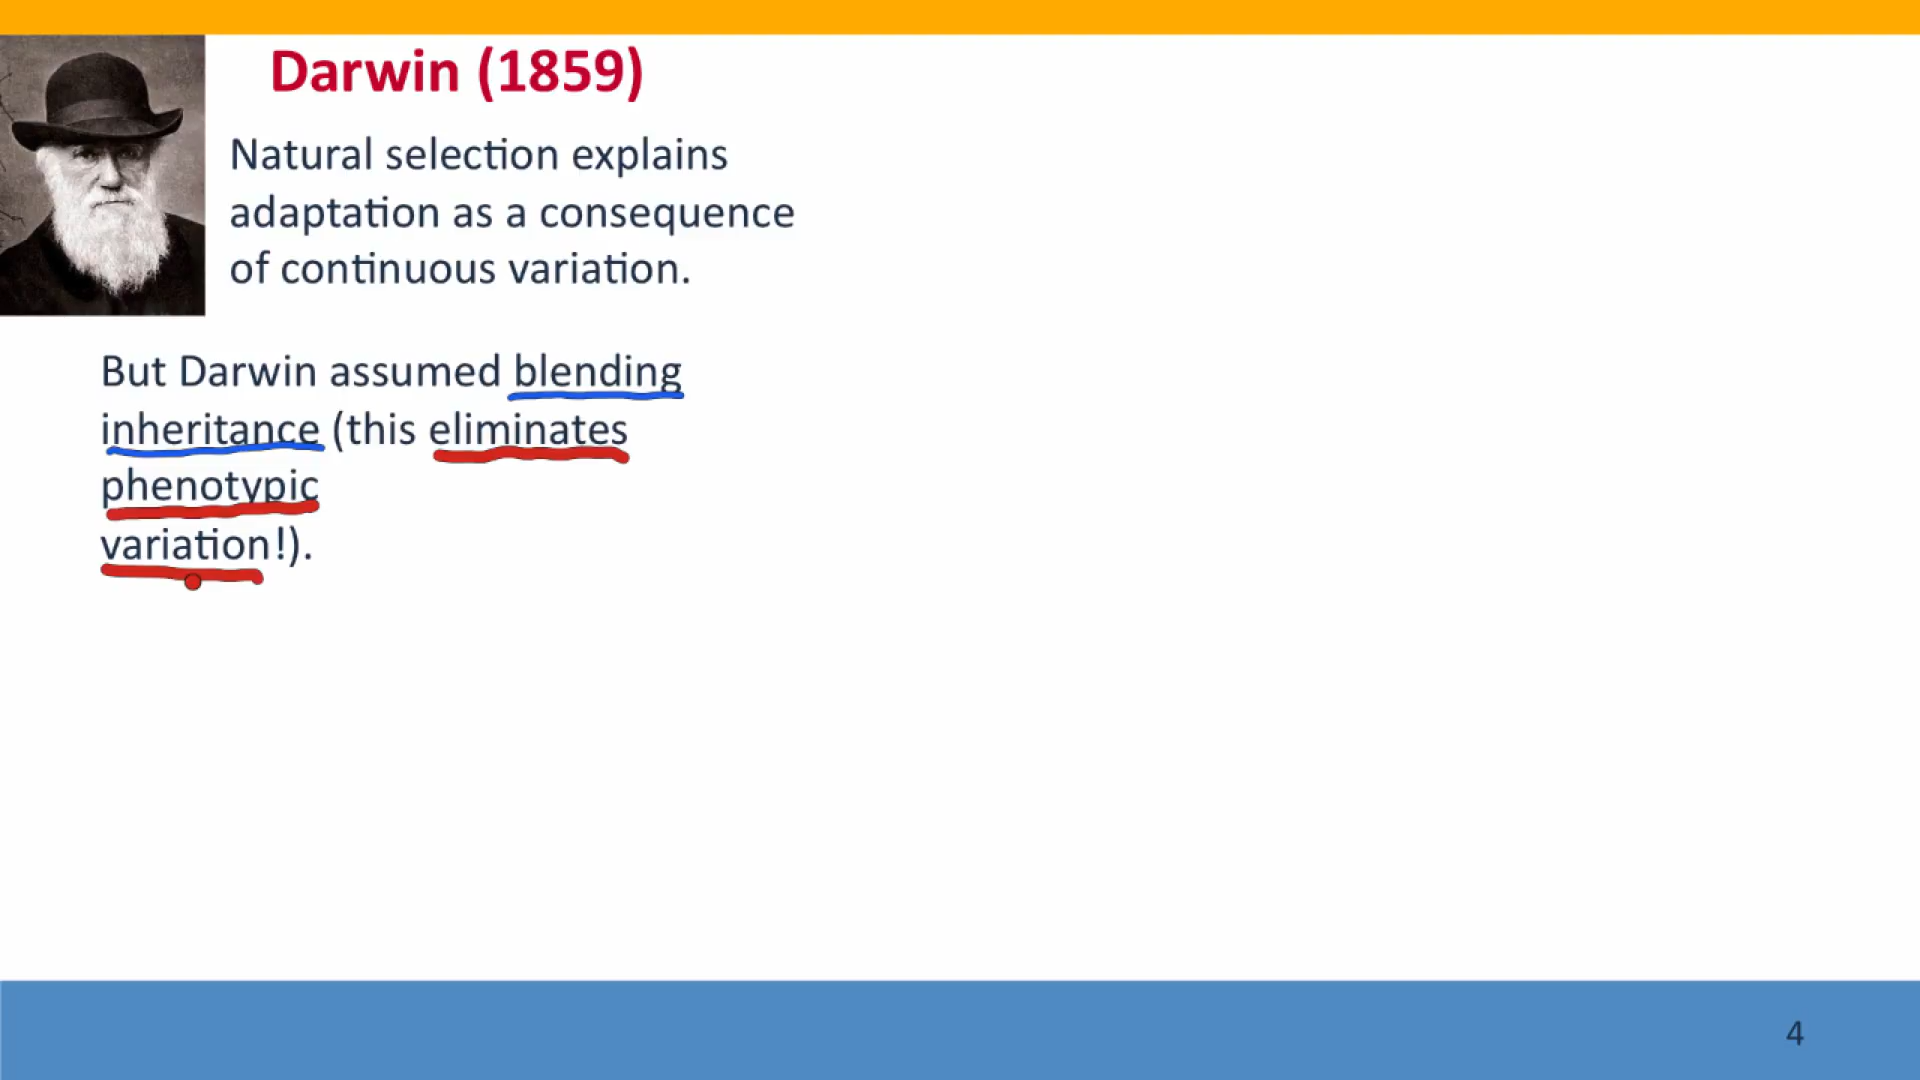 Darwin (1859)
Natural selection explains
adaptation as a consequence
of continuous variation.
But Darwin assumed blending
inheritance (this eliminates
phenotypic
variation!).
4